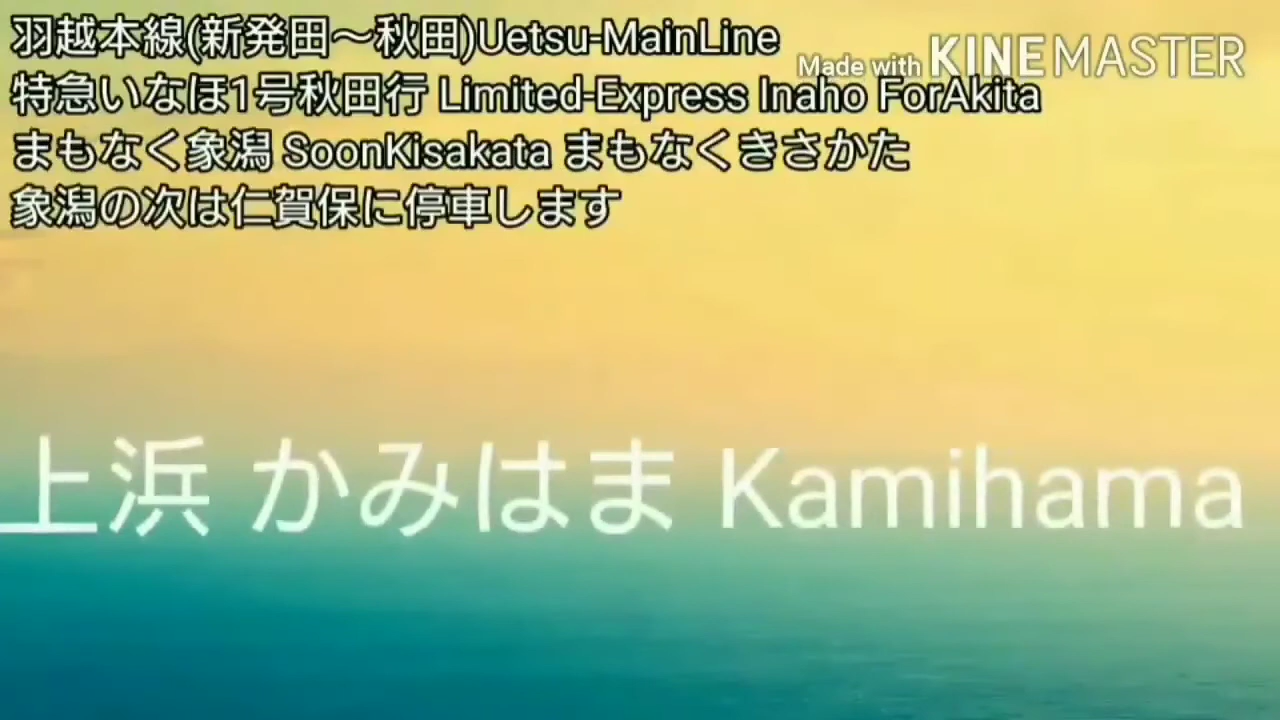 羽越本線(新発田〜秋田)Uetsu-MainLine
Made with KINEMASTER
特急いなほ1号秋田行 Limited-Express Inaho ForAkita
まもなく象潟 SoonKisakata まもなくきさかた
象潟の次は仁賀保に停車します
上浜 かみはま Kamihama